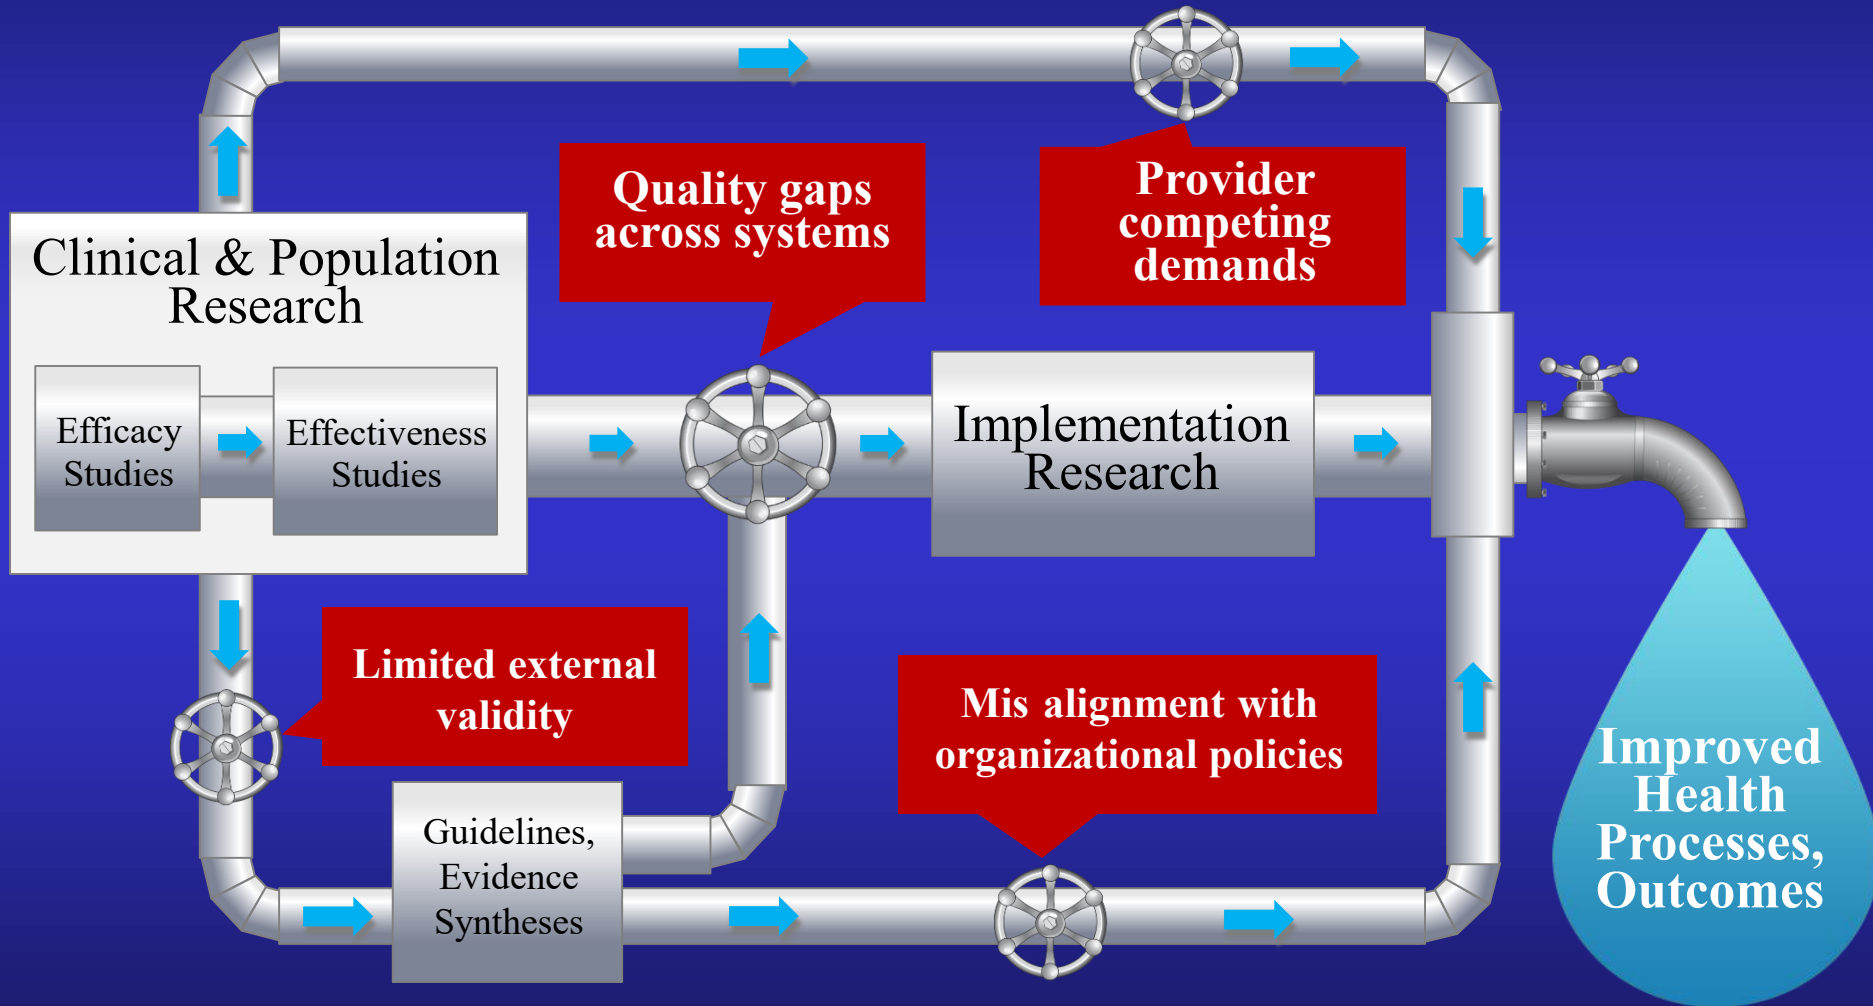 Quality gaps
across systems
Provider
competing
demands
Clinical & Population
Research
Efficacy
Studies
Effectiveness
Studies
Implementation
Research
Limited external
validity
Mis alignment with
organizational policies
Guidelines,
Evidence
Syntheses
Improved
Health
Processes,
Outcomes